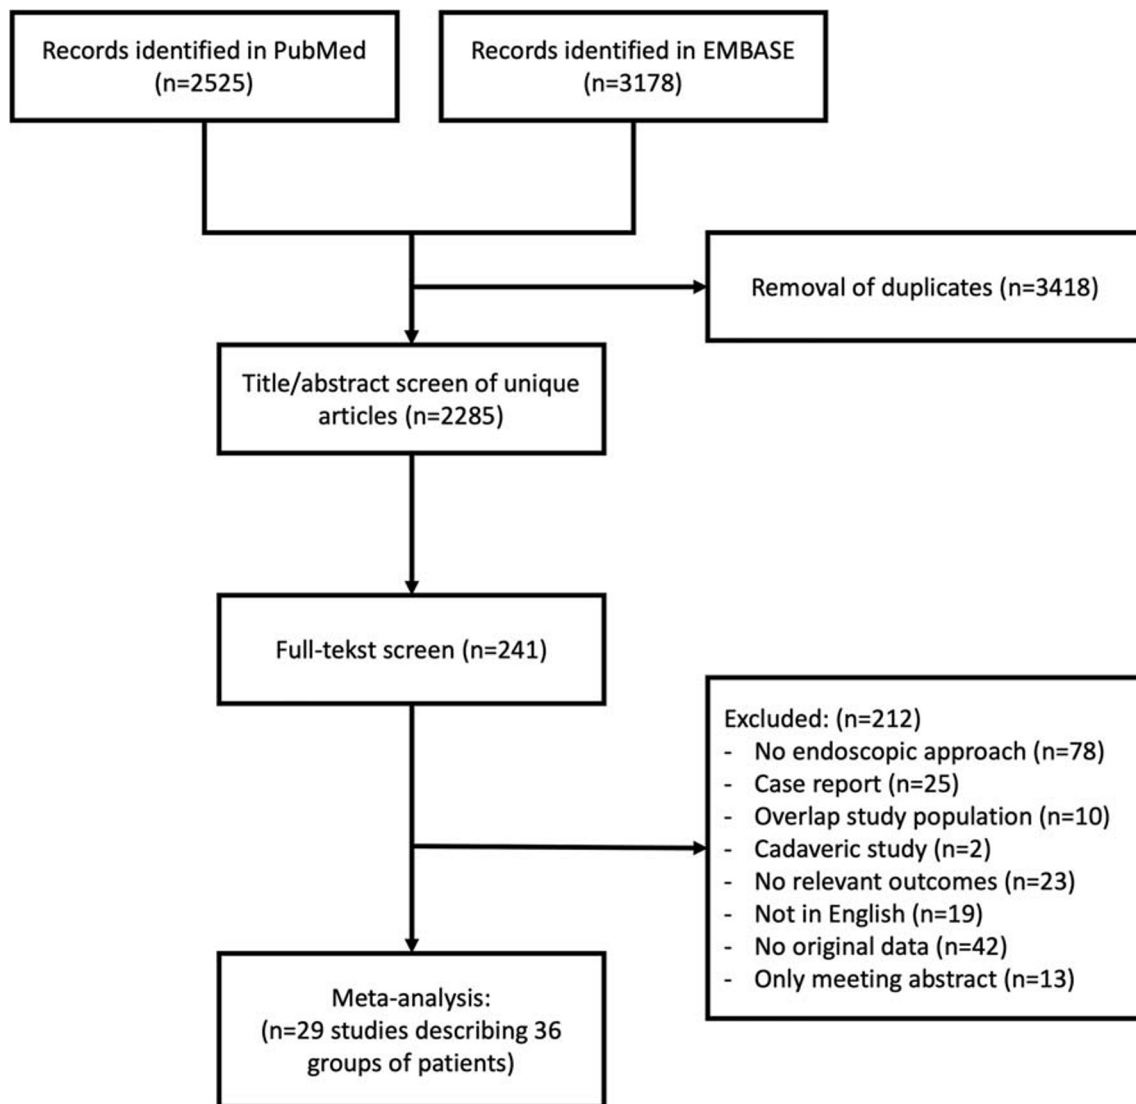 Records identified in PubMed
(n=2525)
Records identified in EMBASE
(n=3178)
Removal of duplicates (n=3418)
Title/abstract screen of unique
articles (n=2285)
Full-tekst screen (n=241)
Excluded: (n=212)
- No endoscopic approach (n=78)
- Case report (n=25)
- Overlap study population (n=10)
- Cadaveric study (n=2)
- No relevant outcomes (n=23)
- Not in English (n=19)
- No original data (n=42)
- Only meeting abstract (n=13)
Meta-analysis:
(n=29 studies describing 36
groups of patients)